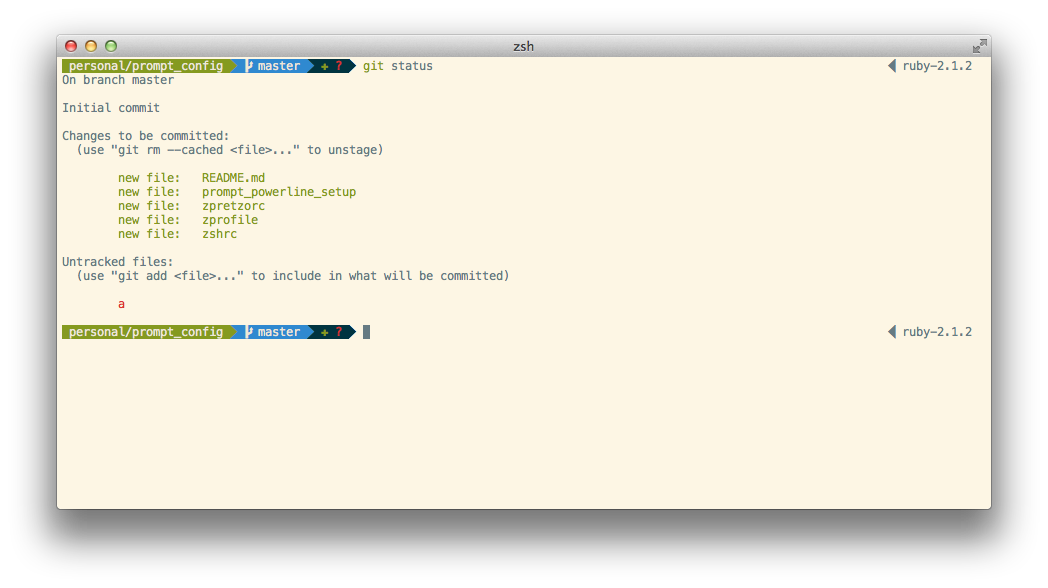 zsh
personal/prompt_config master + ? git status ruby-2.1.2
On branch master
Initial commit
Changes to be committed:
(use "git rm --cached <file>..." to unstage)
new file: README.md
new file: prompt_powerline_setup
new file: zpretzorc
new file: zprofile
new file: zshrc
Untracked files:
(use "git add <file>..." to include in what will be committed)
a
personal/prompt_config master + ? ruby-2.1.2